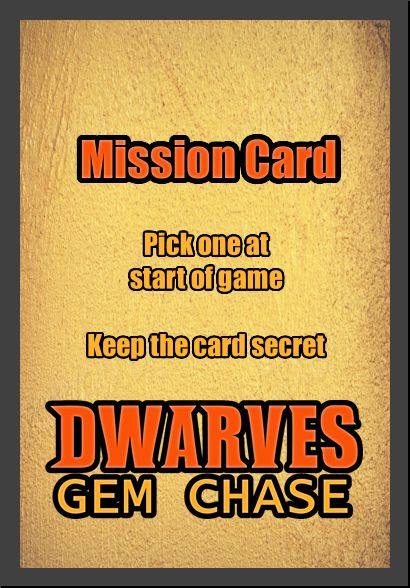 Mission Card
Pick one at
start of game
Keep the card secret
DWARVES
GEM CHASE